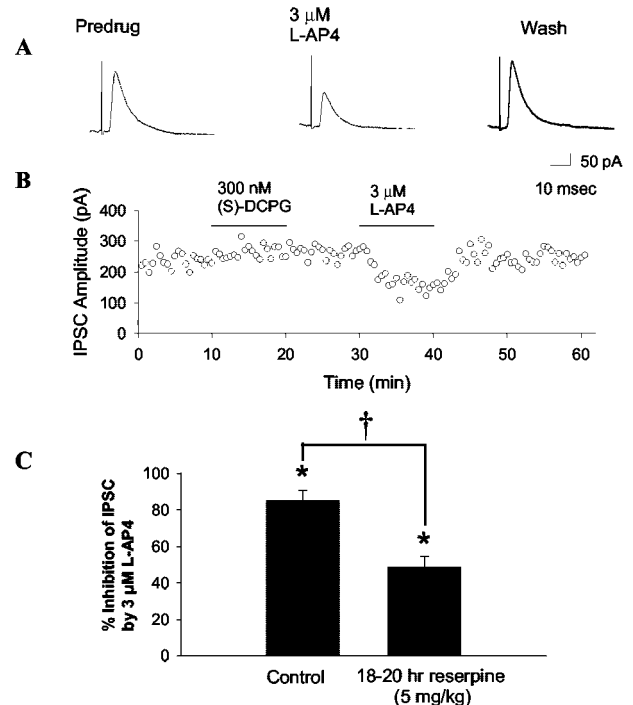 A
Predrug
3 μM
L-AP4
Wash
50 pA
10 msec
B
300 nM
(S)-DCPG
3 μM
L-AP4
IPSC Amplitude (pA)
400
300
200
100
0
0 10 20 30 40 50 60
Time (min)
C
†
% Inhibition of IPSC
by 3 μM L-AP4
100
80
60
40
20
0
*
*
Control
18-20 hr reserpine
(5 mg/kg)